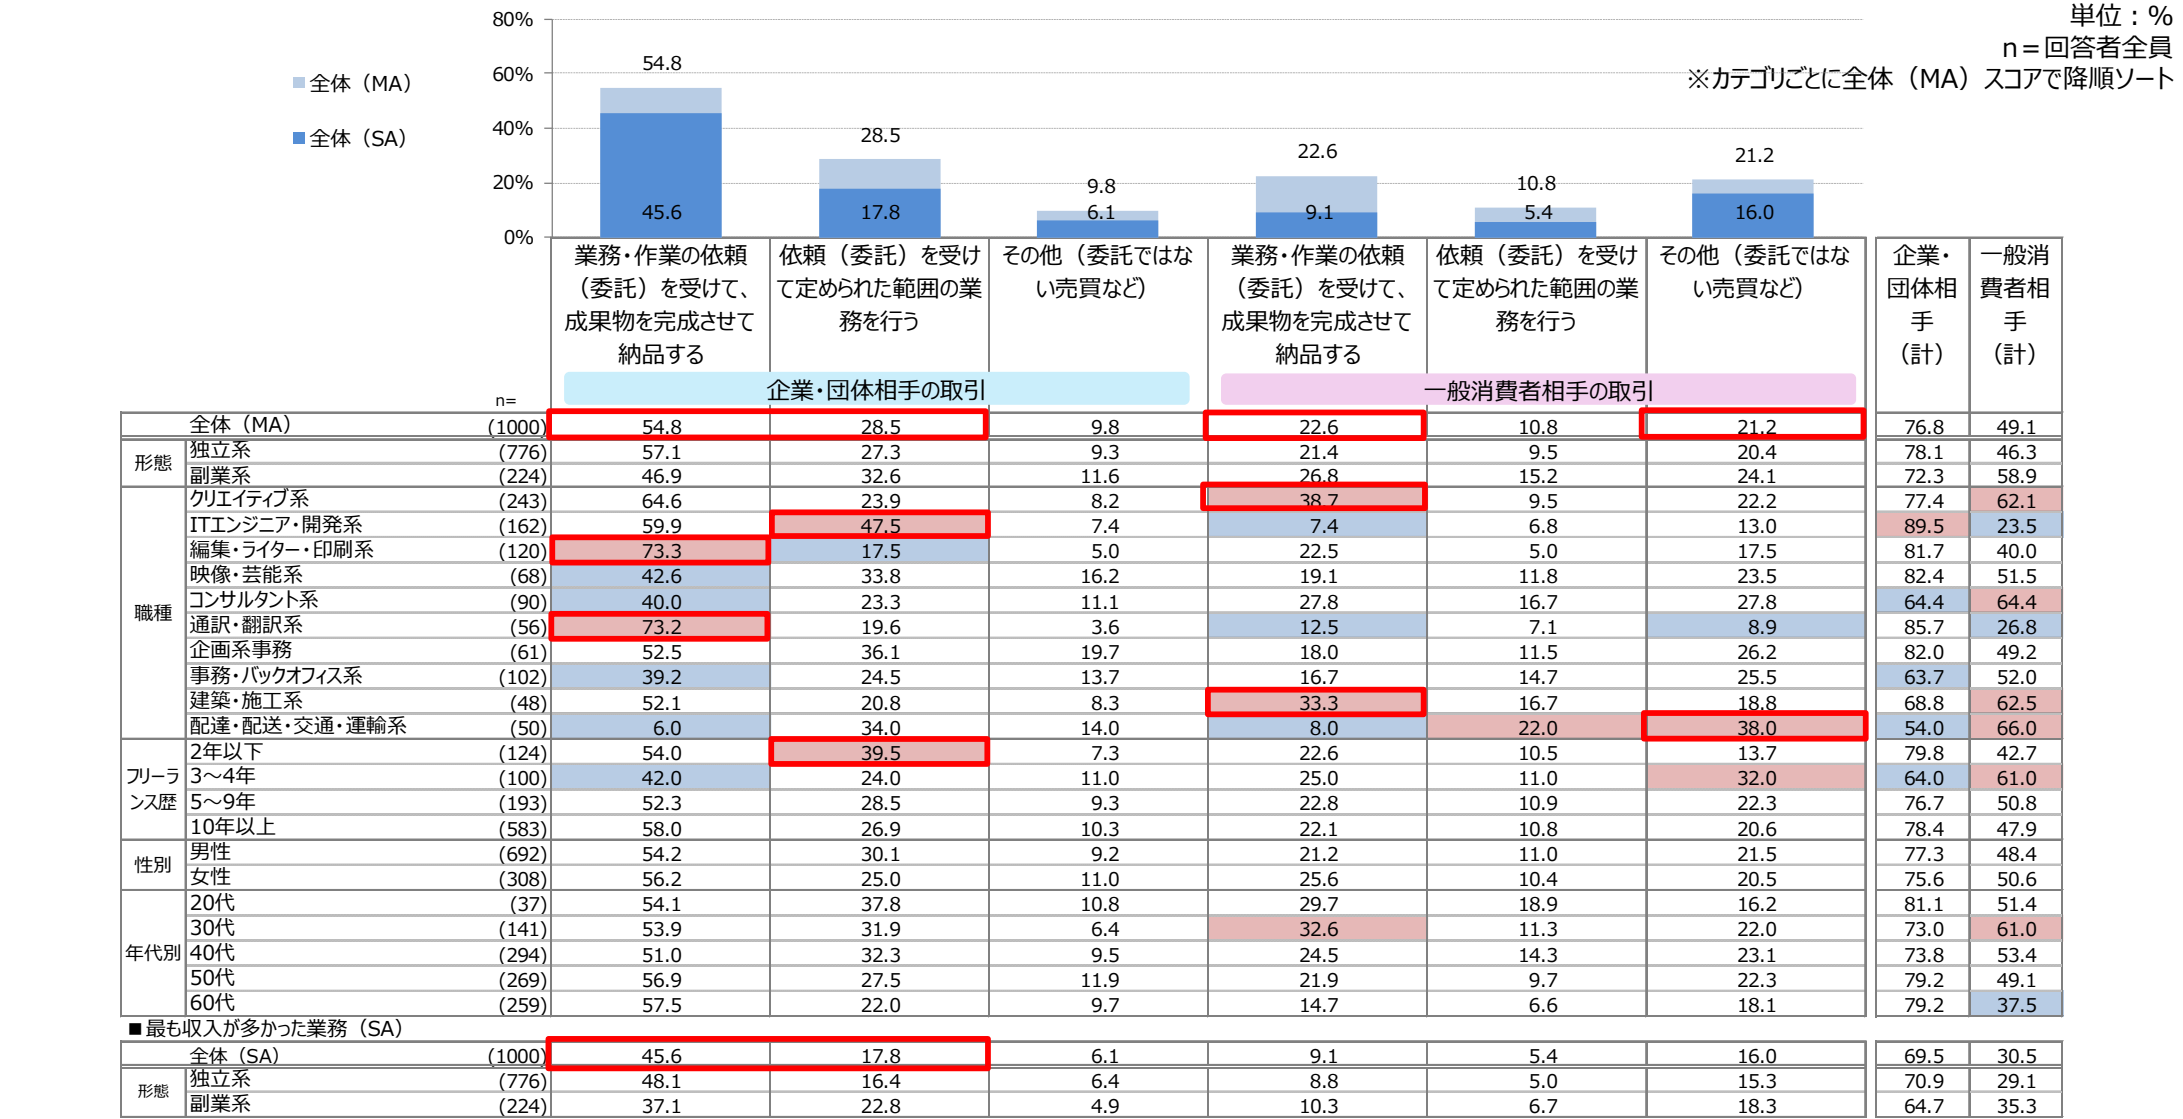 単位：%
n＝回答者全員
※カテゴリごとに全体（MA）スコアで降順ソート
全体（MA）
全体（SA）
80%
60%
40%
20%
0%
54.8 28.5 9.8 22.6 10.8 21.2
45.6 17.8 6.1 9.1 5.4 16.0
業務・作業の依頼（委託）を受けて、成果物を完成させて納品する
依頼（委託）を受けて定められた範囲の業務を行う
その他（委託ではない売買など）
業務・作業の依頼（委託）を受けて、成果物を完成させて納品する
依頼（委託）を受けて定められた範囲の業務を行う
その他（委託ではない売買など）
企業・団体相手（計）
一般消費者相手（計）
企業・団体相手の取引
一般消費者相手の取引
n=
全体（MA） (1000) 54.8 28.5 9.8 22.6 10.8 21.2 76.8 49.1
形態
独立系 (776) 57.1 27.3 9.3 21.4 9.5 20.4 78.1 46.3
副業系 (224) 46.9 32.6 11.6 26.8 15.2 24.1 72.3 58.9
職種
クリエイティブ系 (243) 64.6 23.9 8.2 38.7 9.5 22.2 77.4 62.1
ITエンジニア・開発系 (162) 59.9 47.5 7.4 7.4 6.8 13.0 89.5 23.5
編集・ライター・印刷系 (120) 73.3 17.5 5.0 22.5 5.0 17.5 81.7 40.0
映像・芸能系 (68) 42.6 33.8 16.2 19.1 11.8 23.5 82.4 51.5
コンサルタント系 (90) 40.0 23.3 11.1 27.8 16.7 27.8 64.4 64.4
通訳・翻訳系 (56) 73.2 19.6 3.6 12.5 7.1 8.9 85.7 26.8
企画系事務 (61) 52.5 36.1 19.7 18.0 11.5 26.2 82.0 49.2
事務・バックオフィス系 (102) 39.2 24.5 13.7 16.7 14.7 25.5 63.7 52.0
建築・施工系 (48) 52.1 20.8 8.3 33.3 16.7 18.8 68.8 62.5
配達・配送・交通・運輸系 (50) 6.0 34.0 14.0 8.0 22.0 38.0 54.0 66.0
フリーランス歴
2年以下 (124) 54.0 39.5 7.3 22.6 10.5 13.7 79.8 42.7
3～4年 (100) 42.0 24.0 11.0 25.0 11.0 32.0 64.0 61.0
5～9年 (193) 52.3 28.5 9.3 22.8 10.9 22.3 76.7 50.8
10年以上 (583) 58.0 26.9 10.3 22.1 10.8 20.6 78.4 47.9
性別
男性 (692) 54.2 30.1 9.2 21.2 11.0 21.5 77.3 48.4
女性 (308) 56.2 25.0 11.0 25.6 10.4 20.5 75.6 50.6
年代別
20代 (37) 54.1 37.8 10.8 29.7 18.9 16.2 81.1 51.4
30代 (141) 53.9 31.9 6.4 32.6 11.3 22.0 73.0 61.0
40代 (294) 51.0 32.3 9.5 24.5 14.3 23.1 73.8 53.4
50代 (269) 56.9 27.5 11.9 21.9 9.7 22.3 79.2 49.1
60代 (259) 57.5 22.0 9.7 14.7 6.6 18.1 79.2 37.5
■最も収入が多かった業務（SA）
全体（SA） (1000) 45.6 17.8 6.1 9.1 5.4 16.0 69.5 30.5
形態
独立系 (776) 48.1 16.4 6.4 8.8 5.0 15.3 70.9 29.1
副業系 (224) 37.1 22.8 4.9 10.3 6.7 18.3 64.7 35.3